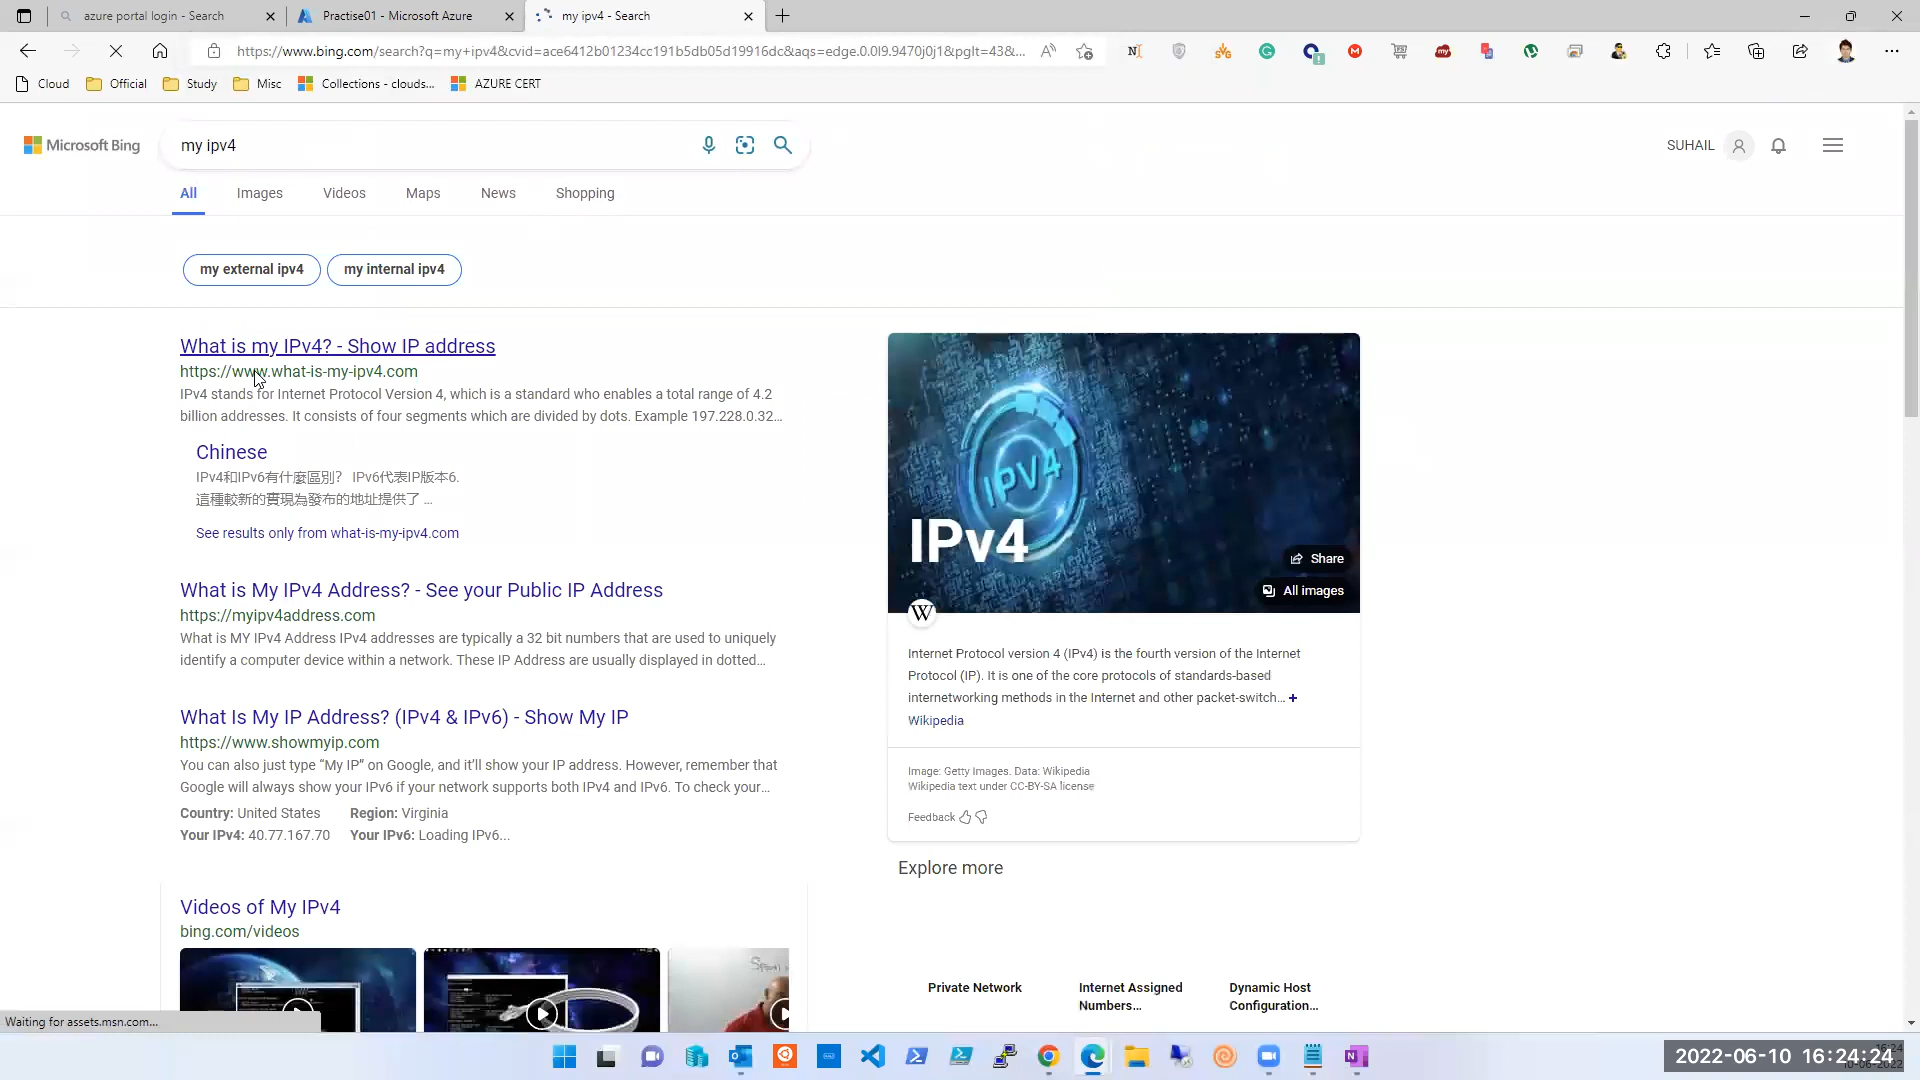 azure portal login - Search
Practise01 - Microsoft Azure
my ipv4 - Search
https://www.bing.com/search?q=my+ipv4&cvid=ace6412b01234cc191b5db05d19916dc&aqs=edge.0.0l9.9470j0j1&pglt=43&...
Cloud
Official
Study
Misc
Collections - clouds...
AZURE CERT
Microsoft Bing
my ipv4
SUHAIL
All
Images
Videos
Maps
News
Shopping
my external ipv4
my internal ipv4
What is my IPv4? - Show IP address
https://www.what-is-my-ipv4.com
IPv4 stands for Internet Protocol Version 4, which is a standard who enables a total range of 4.2
billion addresses. It consists of four segments which are divided by dots. Example 197.228.0.32...
Chinese
IPv4和IPv6有什麼區別？ IPv6代表IP版本6.
這種較新的實現為發布的地址提供了 ...
See results only from what-is-my-ipv4.com
What is My IPv4 Address? - See your Public IP Address
https://myipv4address.com
What is MY IPv4 Address IPv4 addresses are typically a 32 bit numbers that are used to uniquely
identify a computer device within a network. These IP Address are usually displayed in dotted...
What Is My IP Address? (IPv4 & IPv6) - Show My IP
https://www.showmyip.com
You can also just type “My IP” on Google, and it’ll show your IP address. However, remember that
Google will always show your IPv6 if your network supports both IPv4 and IPv6. To check your...
Country: United States Region: Virginia
Your IPv4: 40.77.167.70 Your IPv6: Loading IPv6...
Videos of My IPv4
bing.com/videos
IPV4
IPv4
Share
All images
W
Internet Protocol version 4 (IPv4) is the fourth version of the Internet
Protocol (IP). It is one of the core protocols of standards-based
internetworking methods in the Internet and other packet-switch... +
Wikipedia
Image: Getty Images. Data: Wikipedia
Wikipedia text under CC-BY-SA license
Feedback
Explore more
Private Network
Internet Assigned
Numbers...
Dynamic Host
Configuration...
Waiting for assets.msn.com...
2022-06-10 16:24:24